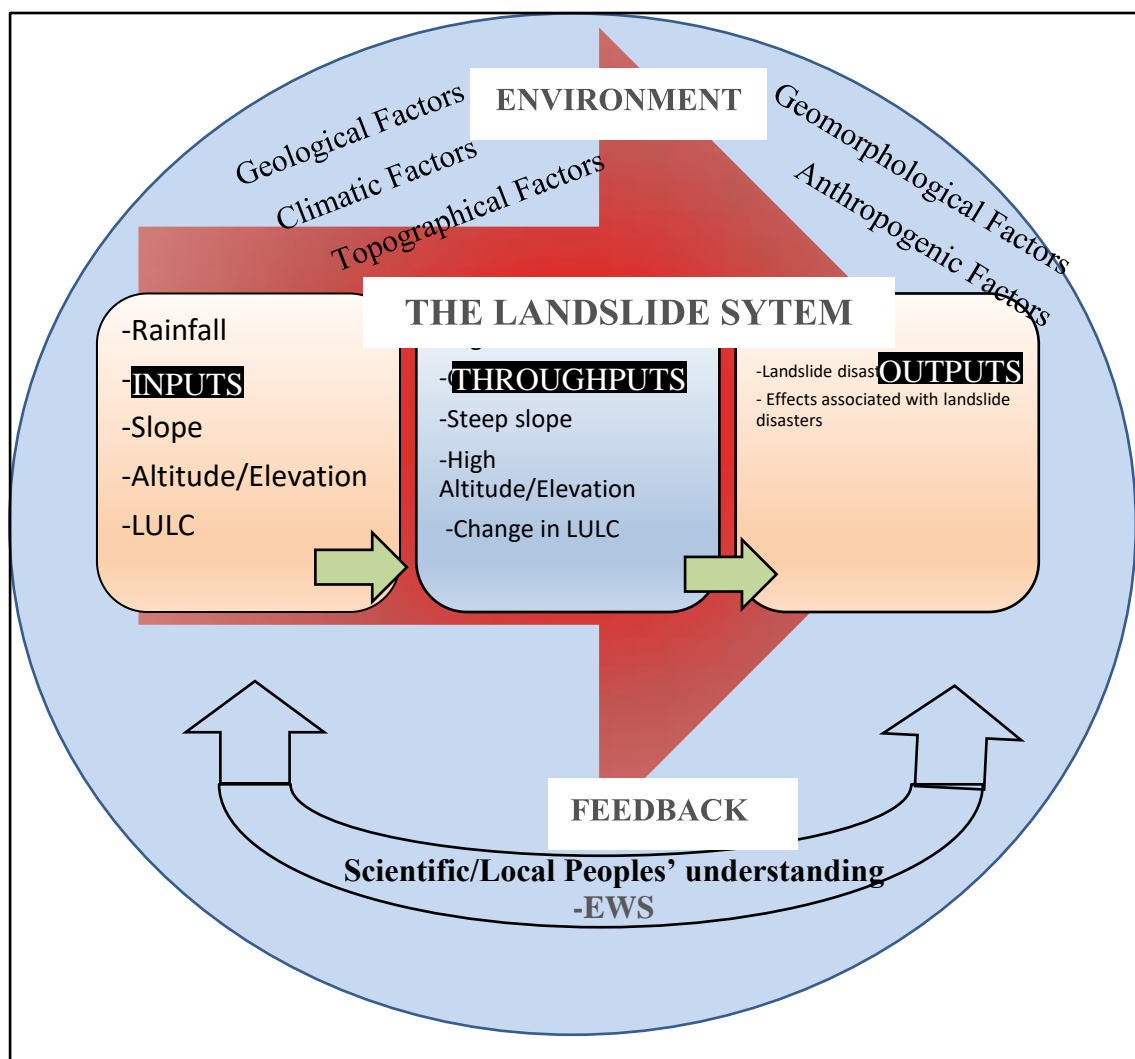 ENVIRONMENT
Geological Factors
Climatic Factors
Topographical Factors
Geomorphological Factors
Anthropogenic Factors
THE LANDSLIDE SYTEM
-Rainfall
-
INPUTS
-Slope
-Altitude/Elevation
-LULC
THROUGHPUTS
-Steep slope
-High
Altitude/Elevation
-Change in LULC
OUTPUTS
-Landslide
- Effects associated with landslide
disasters
FEEDBACK
Scientific/Local Peoples’ understanding
-EWS